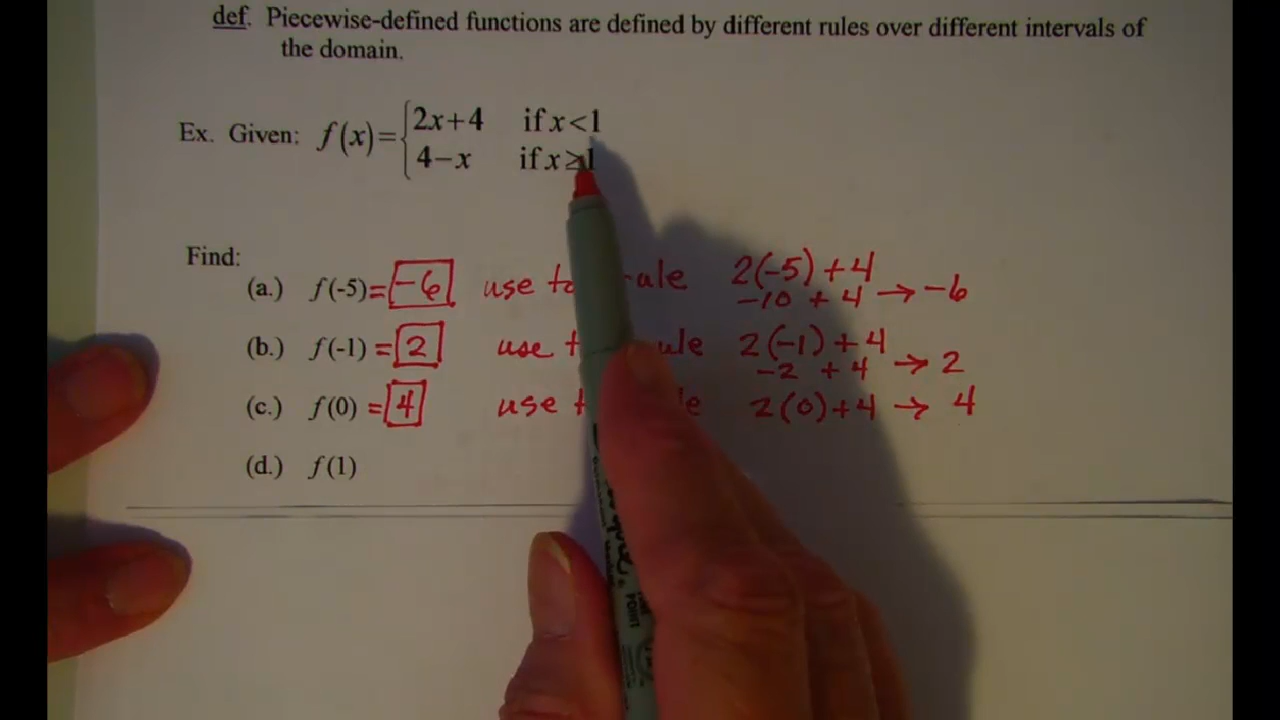 def. Piecewise-defined functions are defined by different rules over different intervals of
the domain.
Ex. Given: f(x)={2x+4 if x<1
4-x if x≥1
Find:
(a.) f(-5)=-6 use 2(-5)+4
-10 + 4 → -6
(b.) f(-1)=2 use 2(-1)+4
-2 + 4 → 2
(c.) f(0)=4 use 2(0)+4 → 4
(d.) f(1)
POINT